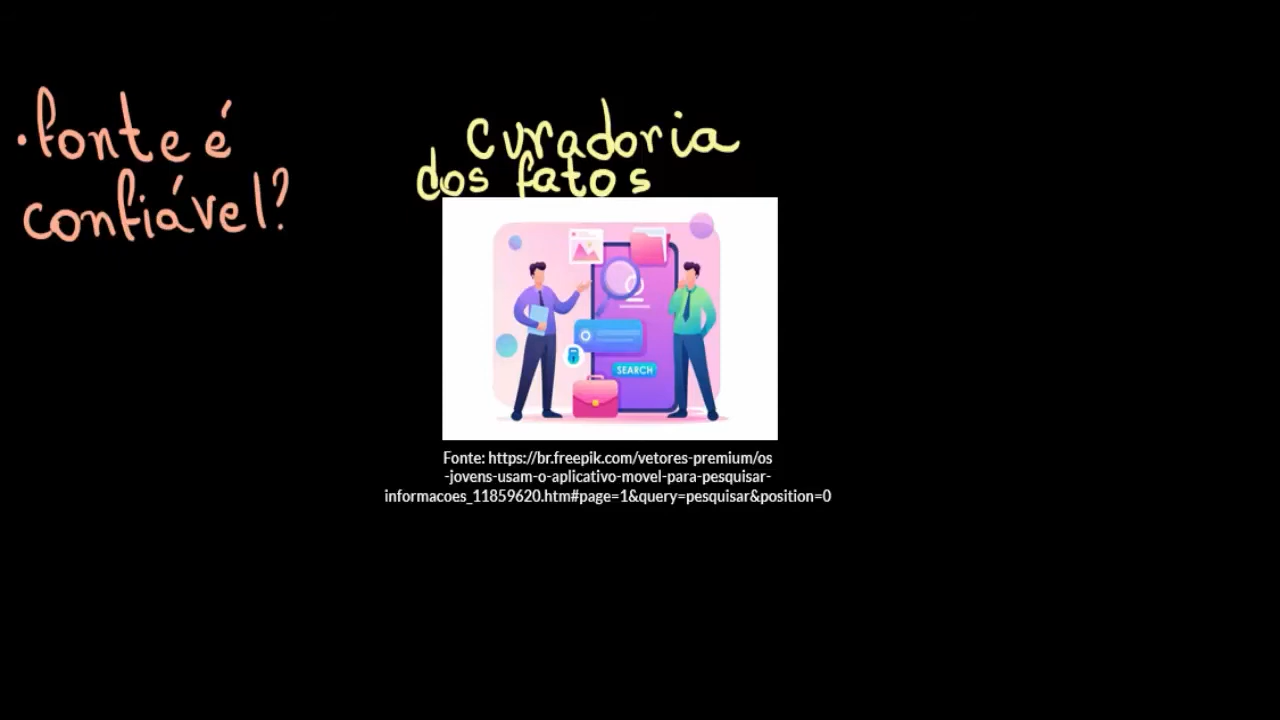 • fonte é
confiável?
curadoria
dos fatos
SEARCH
Fonte: https://br.freepik.com/vetores-premium/os
-jovens-usam-o-aplicativo-movel-para-pesquisar-
informacoes_11859620.htm#page=1&query=pesquisar&position=0